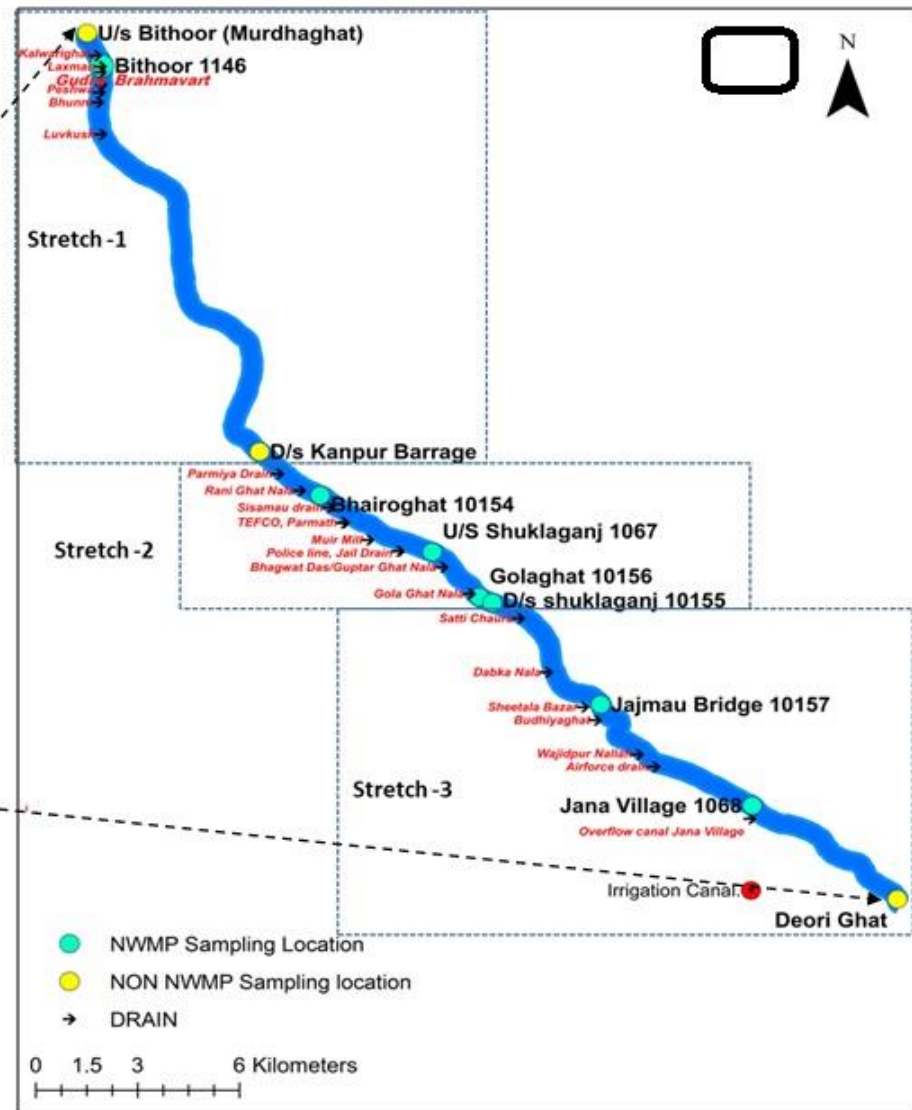 U/s Bithoor (Murdhaghat)
N
Kalwarighat
Bithoor 1146
Brahmavart
Bhunn
Luvkush
Stretch -1
D/s Kanpur Barrage
Parmiya Drain
Rani Ghat Nala
Bhairoghat 10154
Sisamau drain
TEFCO, Parmath
U/S Shuklaganj 1067
Muir Mill
Stretch -2
Police line, Jail Drain
Bhagwat Das/Guptar Ghat Nala
Golaghat 10156
Gola Ghat Nala
D/s shuklaganj 10155
Satti Chaura
Dabka Nala
Sheetala Bazar
Jajmau Bridge 10157
Budhiyaghat
Wajidpur Nallah
Airforce drain
Stretch -3
Jana Village 1068
Overflow canal Jana Village
Irrigation Canal.
Deori Ghat
NWMP Sampling Location
NON NWMP Sampling location
DRAIN
0 1.5 3 6 Kilometers